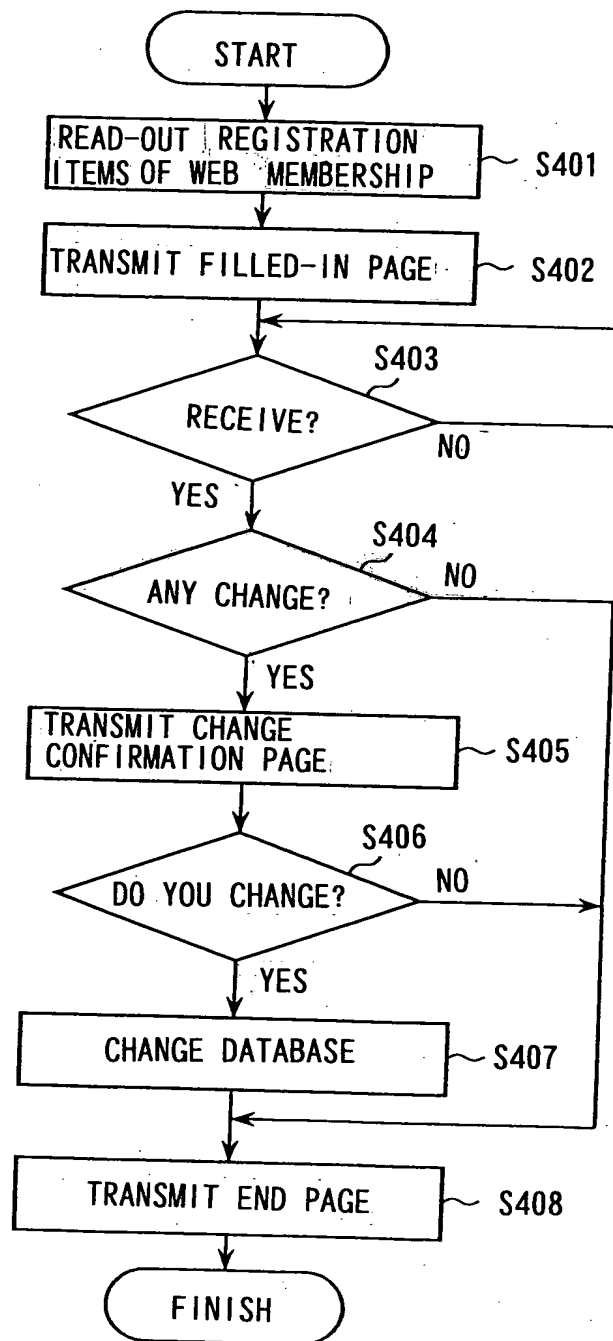 START
READ-OUT REGISTRATION
ITEMS OF WEB MEMBERSHIP
S401
TRANSMIT FILLED-IN PAGE
S402
S403
RECEIVE?
NO
YES
S404
ANY CHANGE?
NO
YES
TRANSMIT CHANGE
CONFIRMATION PAGE
S405
S406
DO YOU CHANGE?
NO
YES
CHANGE DATABASE
S407
TRANSMIT END PAGE
S408
FINISH